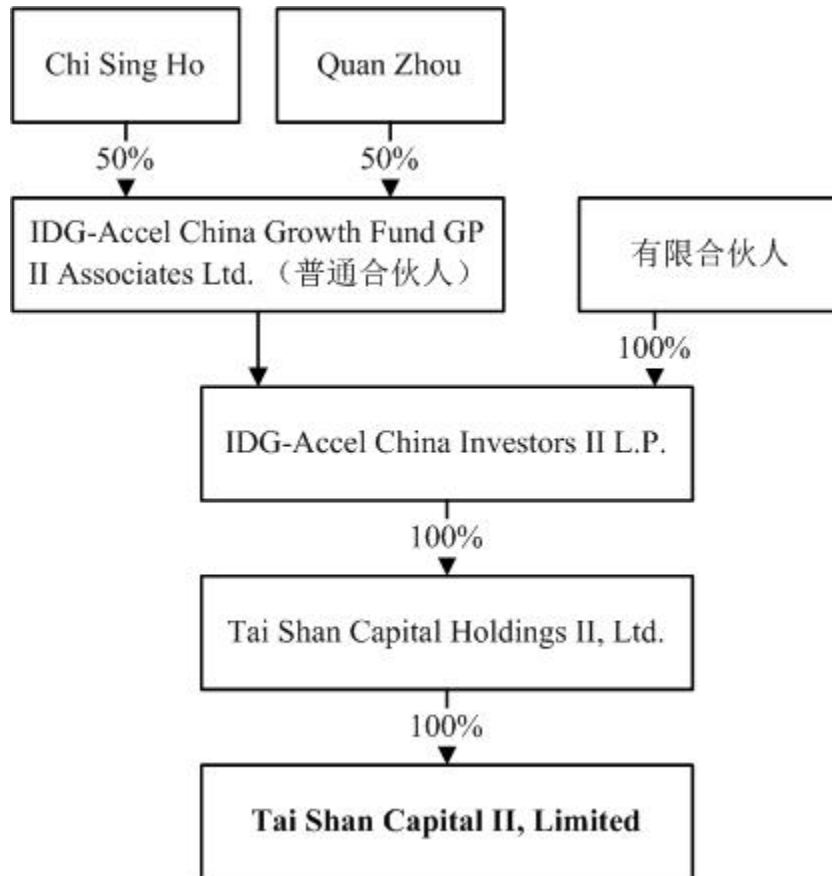 Chi Sing Ho
Quan Zhou
50%
50%
IDG-Accel China Growth Fund GP
II Associates Ltd. （普通合伙人）
有限合伙人
100%
IDG-Accel China Investors II L.P.
100%
Tai Shan Capital Holdings II, Ltd.
100%
Tai Shan Capital II, Limited